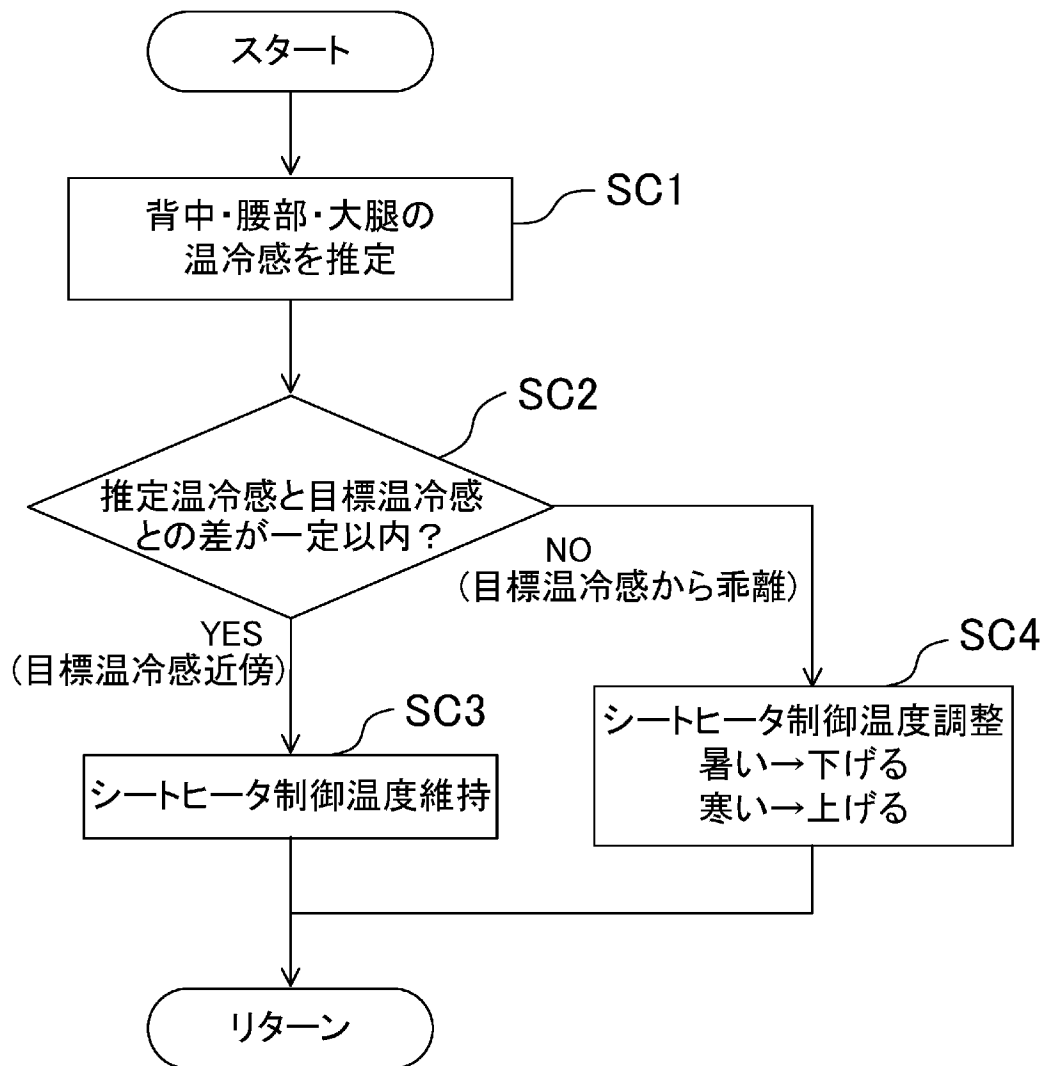 スタート
SC1
背中・腰部・大腿の
温冷感を推定
SC2
推定温冷感と目標温冷感
との差が一定以内?
NO
(目標温冷感から乖離)
YES
(目標温冷感近傍)
SC4
シートヒータ制御温度調整
暑い→下げる
寒い→上げる
SC3
シートヒータ制御温度維持
リターン